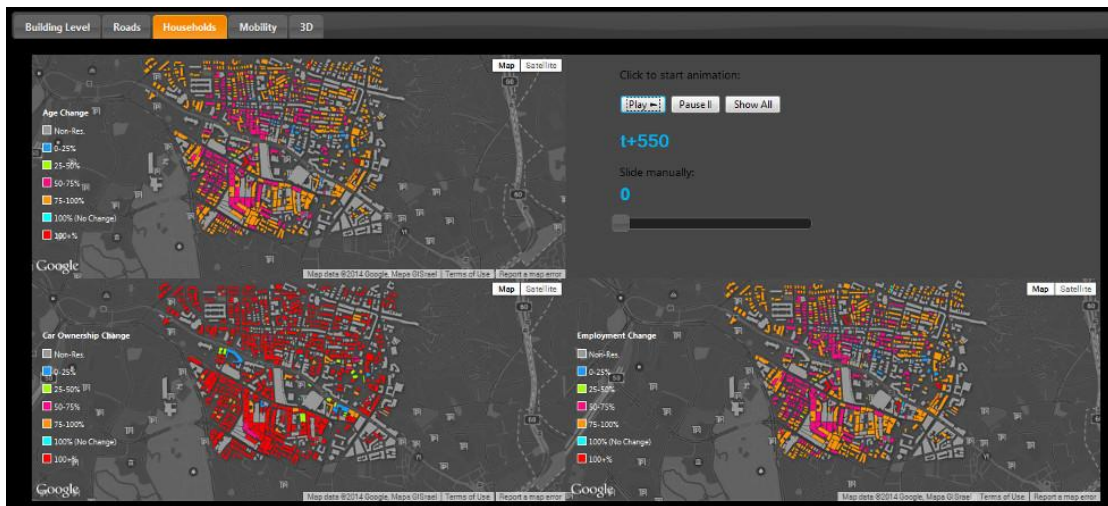 Building Level Roads Households Mobility 3D
Map Satellite
Age Change
Non-Res.
0-25%
25-50%
50-75%
75-100%
100% (No Change)
100+%
Google
Map data ©2014 Google, Mapa GISrael Terms of Use Report a map error
Click to start animation:
Play ► Pause II Show All
t+550
Slide manually:
0
Map Satellite
Car Ownership Change
Non-Res.
0-25%
25-50%
50-75%
75-100%
100% (No Change)
100+%
Google
Map data ©2014 Google, Mapa GISrael Terms of Use Report a map error
Map Satellite
Employment Change
Non-Res.
0-25%
25-50%
50-75%
75-100%
100% (No Change)
100+%
Google
Map data ©2014 Google, Mapa GISrael Terms of Use Report a map error